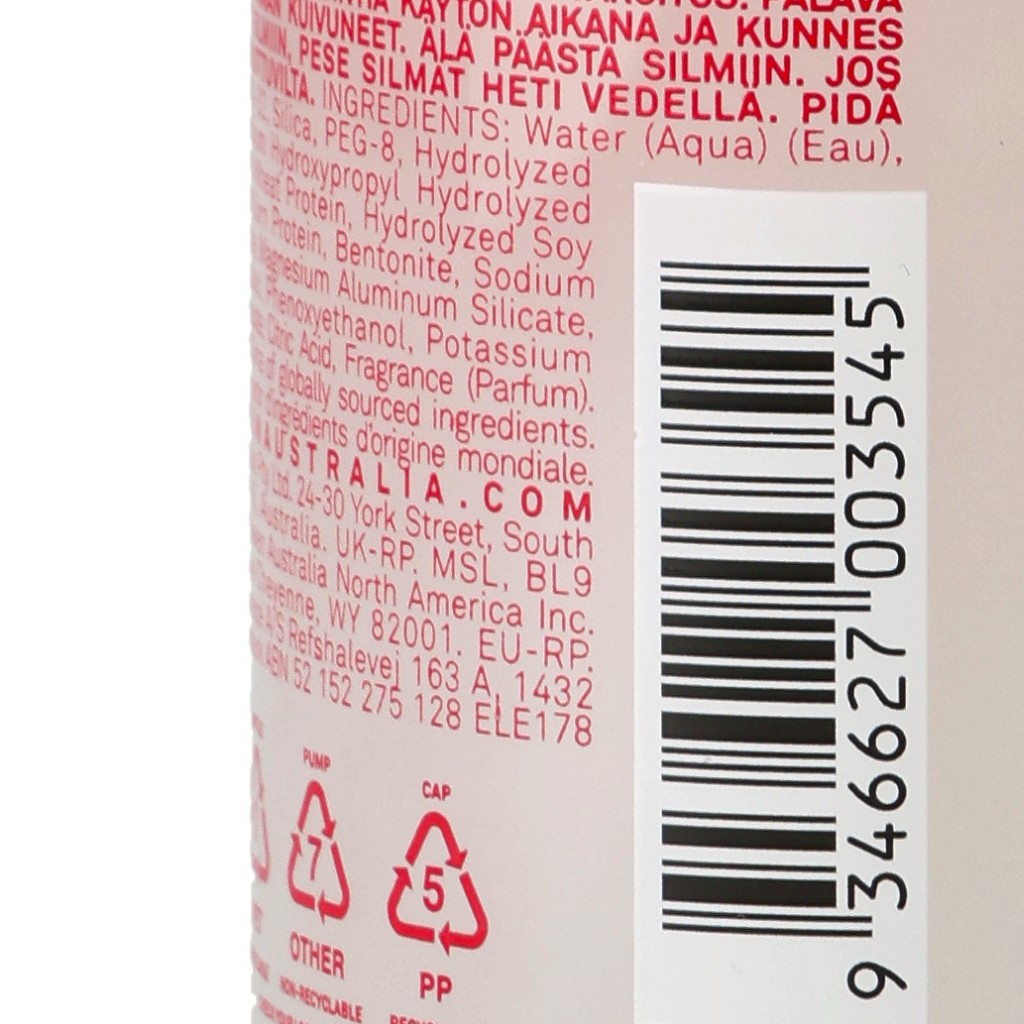 KÄYTÖN AIKANA JA KUNNES
KUIVUNEET. ÄLÄ PÄÄSTÄ SILMIIN. JOS
PESE SILMÄT HETI VEDELLÄ. PIDÄ
INGREDIENTS: Water (Aqua) (Eau),
Silica, PEG-8, Hydrolyzed
Hydroxypropyl Hydrolyzed
Protein, Hydrolyzed Soy
Protein, Bentonite, Sodium
Magnesium Aluminum Silicate,
Phenoxyethanol, Potassium
Citric Acid, Fragrance (Parfum).
of globally sourced ingredients.
d'ingrédients d'origine mondiale.
AUSTRALIA.COM
Ltd. 24-30 York Street, South
Australia. UK-RP. MSL, BL9
Australia North America Inc.
Cheyenne, WY 82001. EU-RP.
A/S Refshalevej 163 A, 1432
ABN 52 152 275 128 ELE178
PUMP
7
OTHER
NON-RECYCLABLE
CAP
5
PP
9 346627 003545